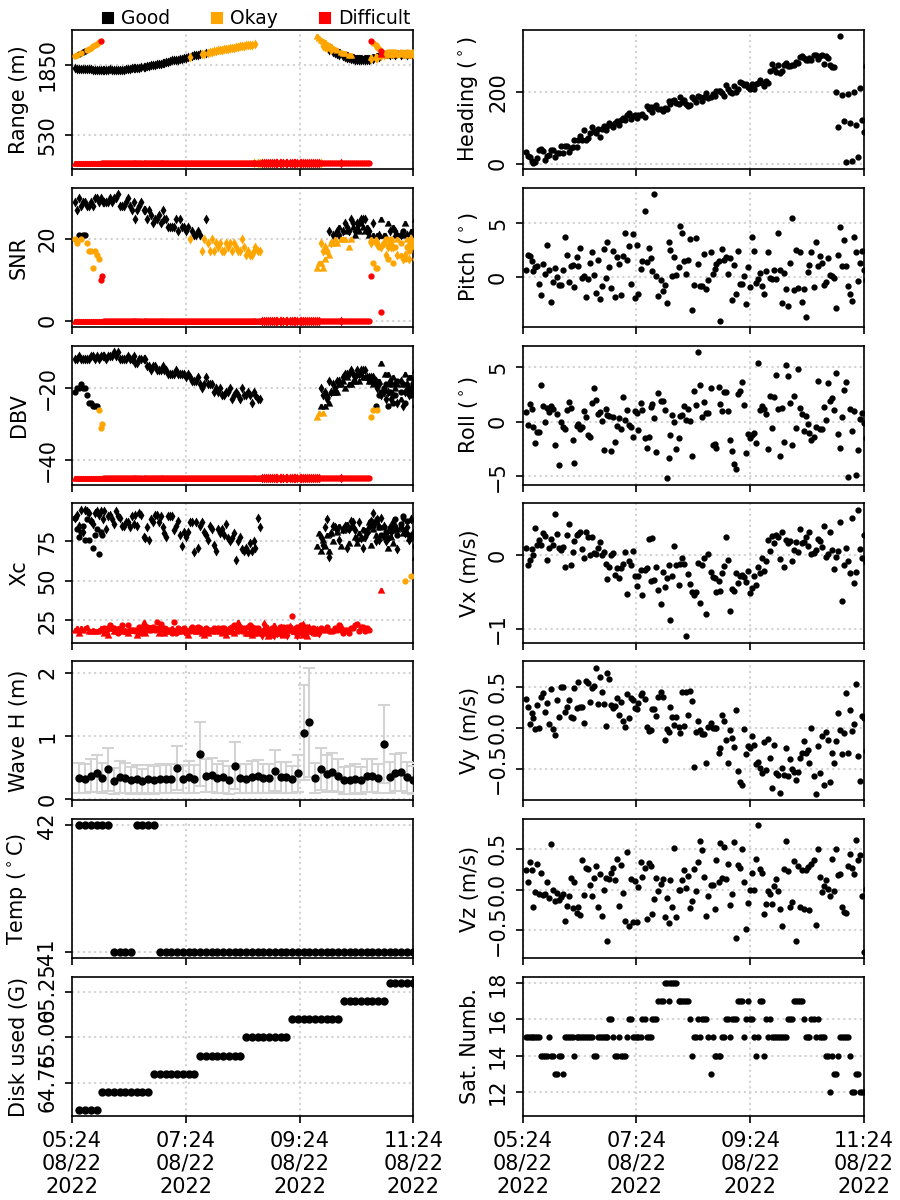 Good Okay Difficult
Range (m)
1850
530
Heading (°)
200
0
SNR
20
0
Pitch (°)
5
0
DBV
−20
−40
Roll (°)
5
0
−5
Xc
75
50
25
Vx (m/s)
0
−1
Wave H (m)
2
1
0
Vy (m/s)
0.5
0.0
−0.5
Temp (°C)
42
41
Vz (m/s)
0.5
0.0
−0.5
Disk used (G)
65.25
65.00
64.75
Sat. Numb.
18
16
14
12
05:24 07:24 09:24 11:24
08/22 08/22 08/22 08/22
2022 2022 2022 2022
05:24 07:24 09:24 11:24
08/22 08/22 08/22 08/22
2022 2022 2022 2022